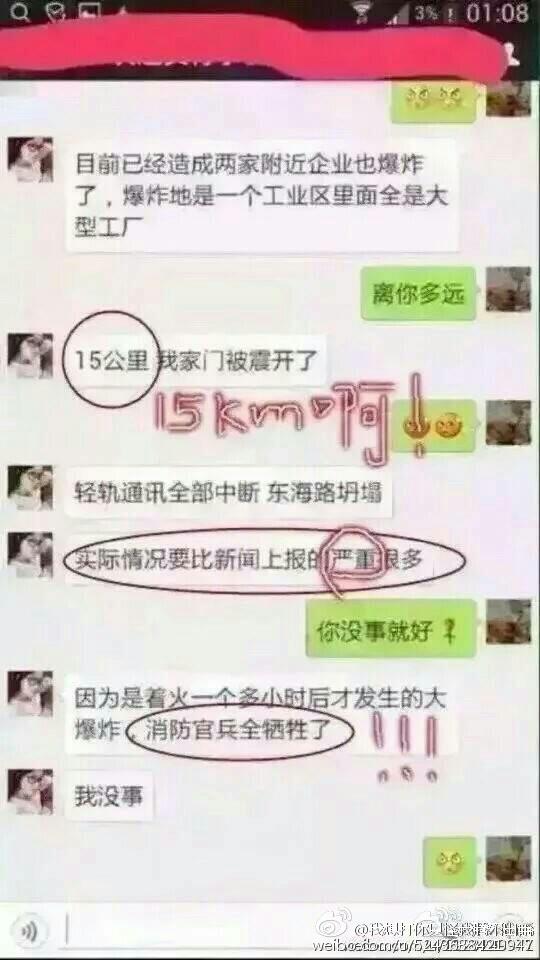 3% 01:08
目前已经造成两家附近企业也爆炸
了，爆炸地是一个工业区里面全是大
型工厂
离你多远
15公里 我家门被震开了
15km啊！
轻轨通讯全部中断 东海路坍塌
实际情况要比新闻上报的严重很多
你没事就好
因为是着火一个多小时后才发生的大
爆炸，消防官兵全牺牲了
!!!
我没事